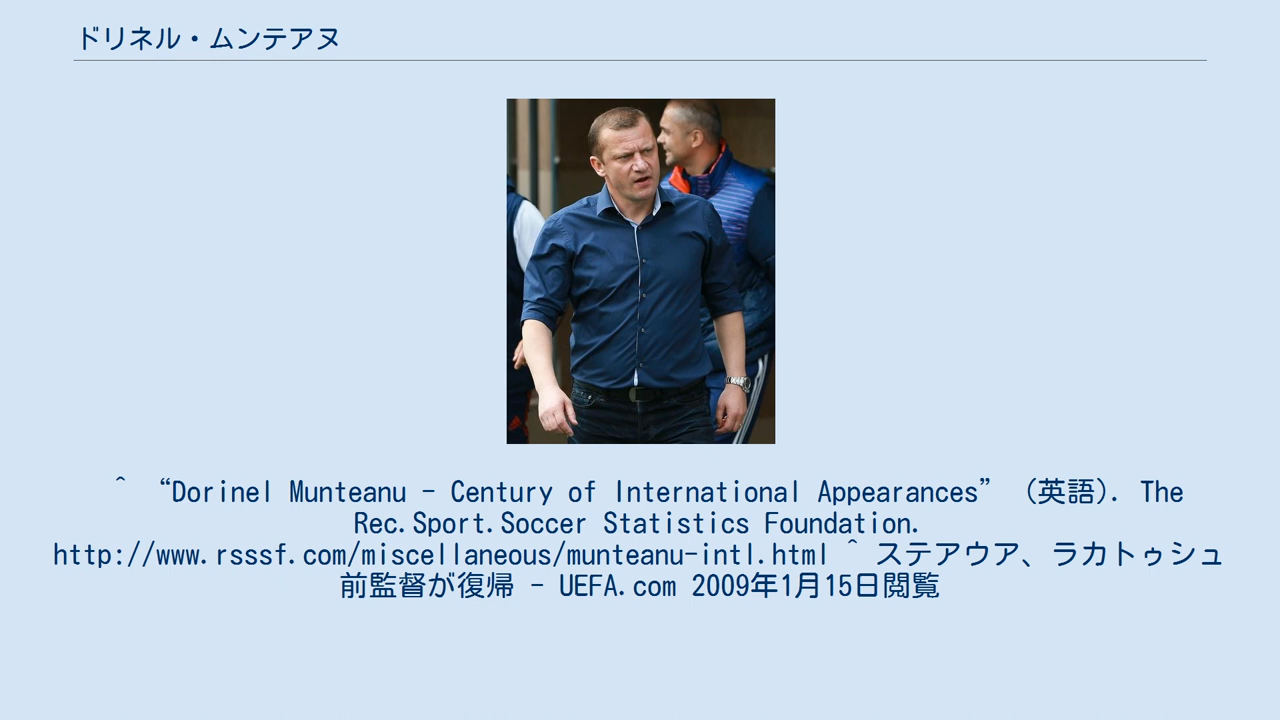 ドリネル・ムンテアヌ
^ “Dorinel Munteanu - Century of International Appearances” (英語). The
Rec.Sport.Soccer Statistics Foundation.
http://www.rsssf.com/miscellaneous/munteanu-intl.html ^ ステアウア、ラカトゥシュ
前監督が復帰 - UEFA.com 2009年1月15日閲覧